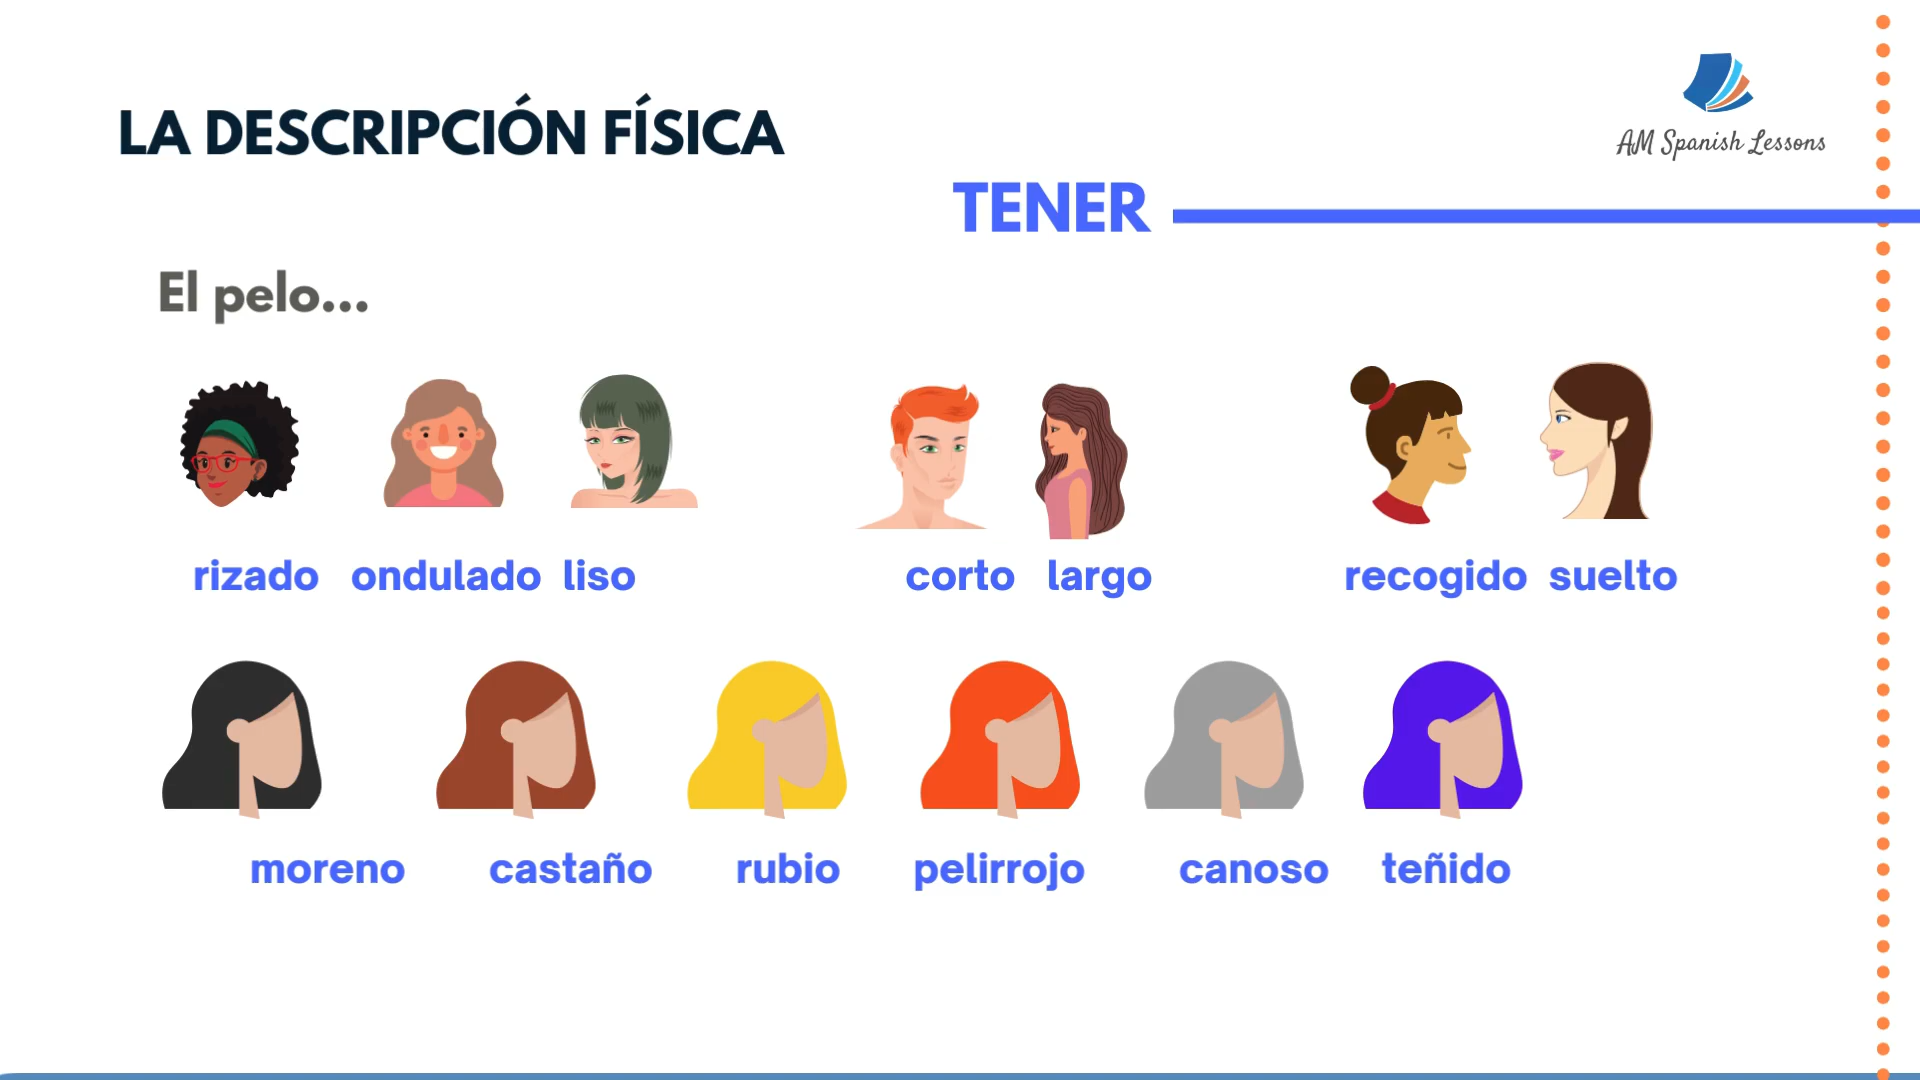 LA DESCRIPCIÓN FÍSICA
AM Spanish Lessons
TENER
El pelo...
rizado ondulado liso corto largo recogido suelto
moreno castaño rubio pelirrojo canoso teñido